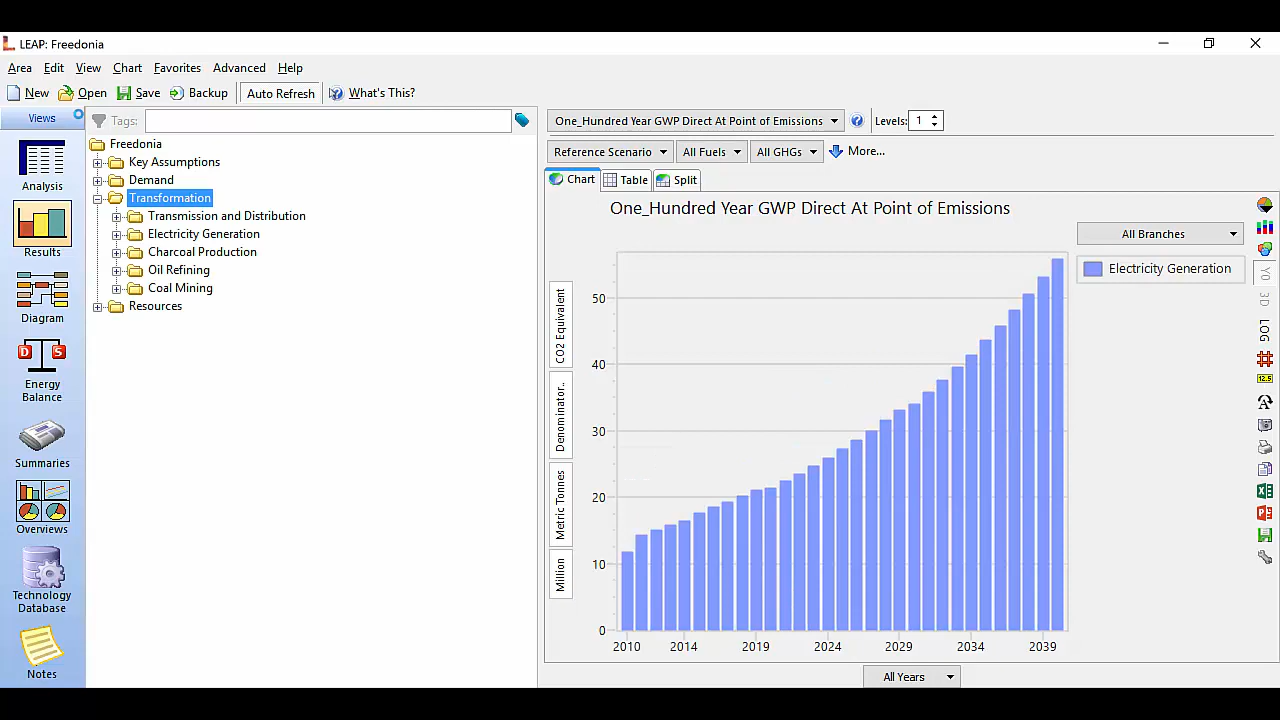 LEAP: Freedonia
Area Edit View Chart Favorites Advanced Help
New Open Save Backup Auto Refresh What's This?
Views
Analysis
Results
Diagram
Energy
Balance
Summaries
Overviews
Technology
Database
Notes
Tags:
Freedonia
Key Assumptions
Demand
Transformation
Transmission and Distribution
Electricity Generation
Charcoal Production
Oil Refining
Coal Mining
Resources
One_Hundred Year GWP Direct At Point of Emissions Levels: 1
Reference Scenario All Fuels All GHGs More...
Chart Table Split
One_Hundred Year GWP Direct At Point of Emissions
All Branches
Electricity Generation
CO2 Equivalent
Denominator..
Metric Tonnes
Million
50
40
30
20
10
0
2010 2014 2019 2024 2029 2034 2039
All Years
Y0
3D
LOG
12.5